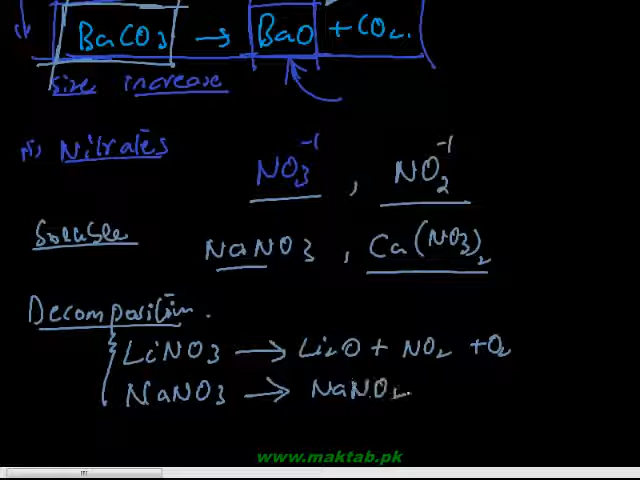 BaCO3 → BaO + CO2.
Size increase
Nitrates
NO3⁻¹ , NO2⁻¹
Soluble
NaNO3 , Ca(NO3)2
Decomposition.
LiNO3 → Li2O + NO2 + O2
NaNO3 → NaNO2
www.maktab.pk